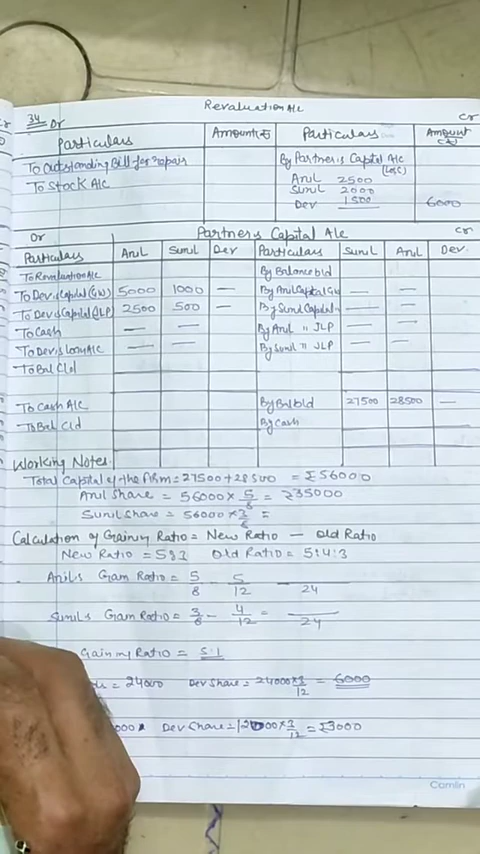 Revaluation A/c
34 Dr Cr
Particulars Amount(₹) Particulars Amount (₹)
To Outstanding Bill for repair By Partner's Capital A/c
To Stock A/c (Loss)
Anil 2500
Sunil 2000
Dev 1500 6000
Dr Partner's Capital A/c Cr
Particulars Anil Sunil Dev Particulars Sunil Anil Dev
To Revaluation A/c By Balance b/d
To Dev's Capital (GW) 5000 1000 — By Anil Capital GW — —
To Dev's Capital (JLP) 2500 500 — By Sunil Capital — —
To Cash — — By Anil " JLP — —
To Dev's Loan A/c — — By Sunil " JLP — —
To Bal C/d
To Cash A/c By Bal b/d 27500 28500 —
To Bal C/d By Cash
Working Notes
Total Capital of the firm = 27500 + 28500 = ₹56000
Anil Share = 56000 × 5/8 = ₹35000
Sunil Share = 56000 × 3/8 =
Calculation of Gaining Ratio = New Ratio — Old Ratio
New Ratio = 5:3 Old Ratio = 5:4:3
Anil's Gain Ratio = 5/8 - 5/12 24
Sunil's Gain Ratio = 3/8 - 4/12 = /24
Gaining Ratio = 5:1
= 24000 Dev Share = 24000 × 3/12 = 6000
000 Dev Share = 12000 × 3/12 = ₹3000
Camlin